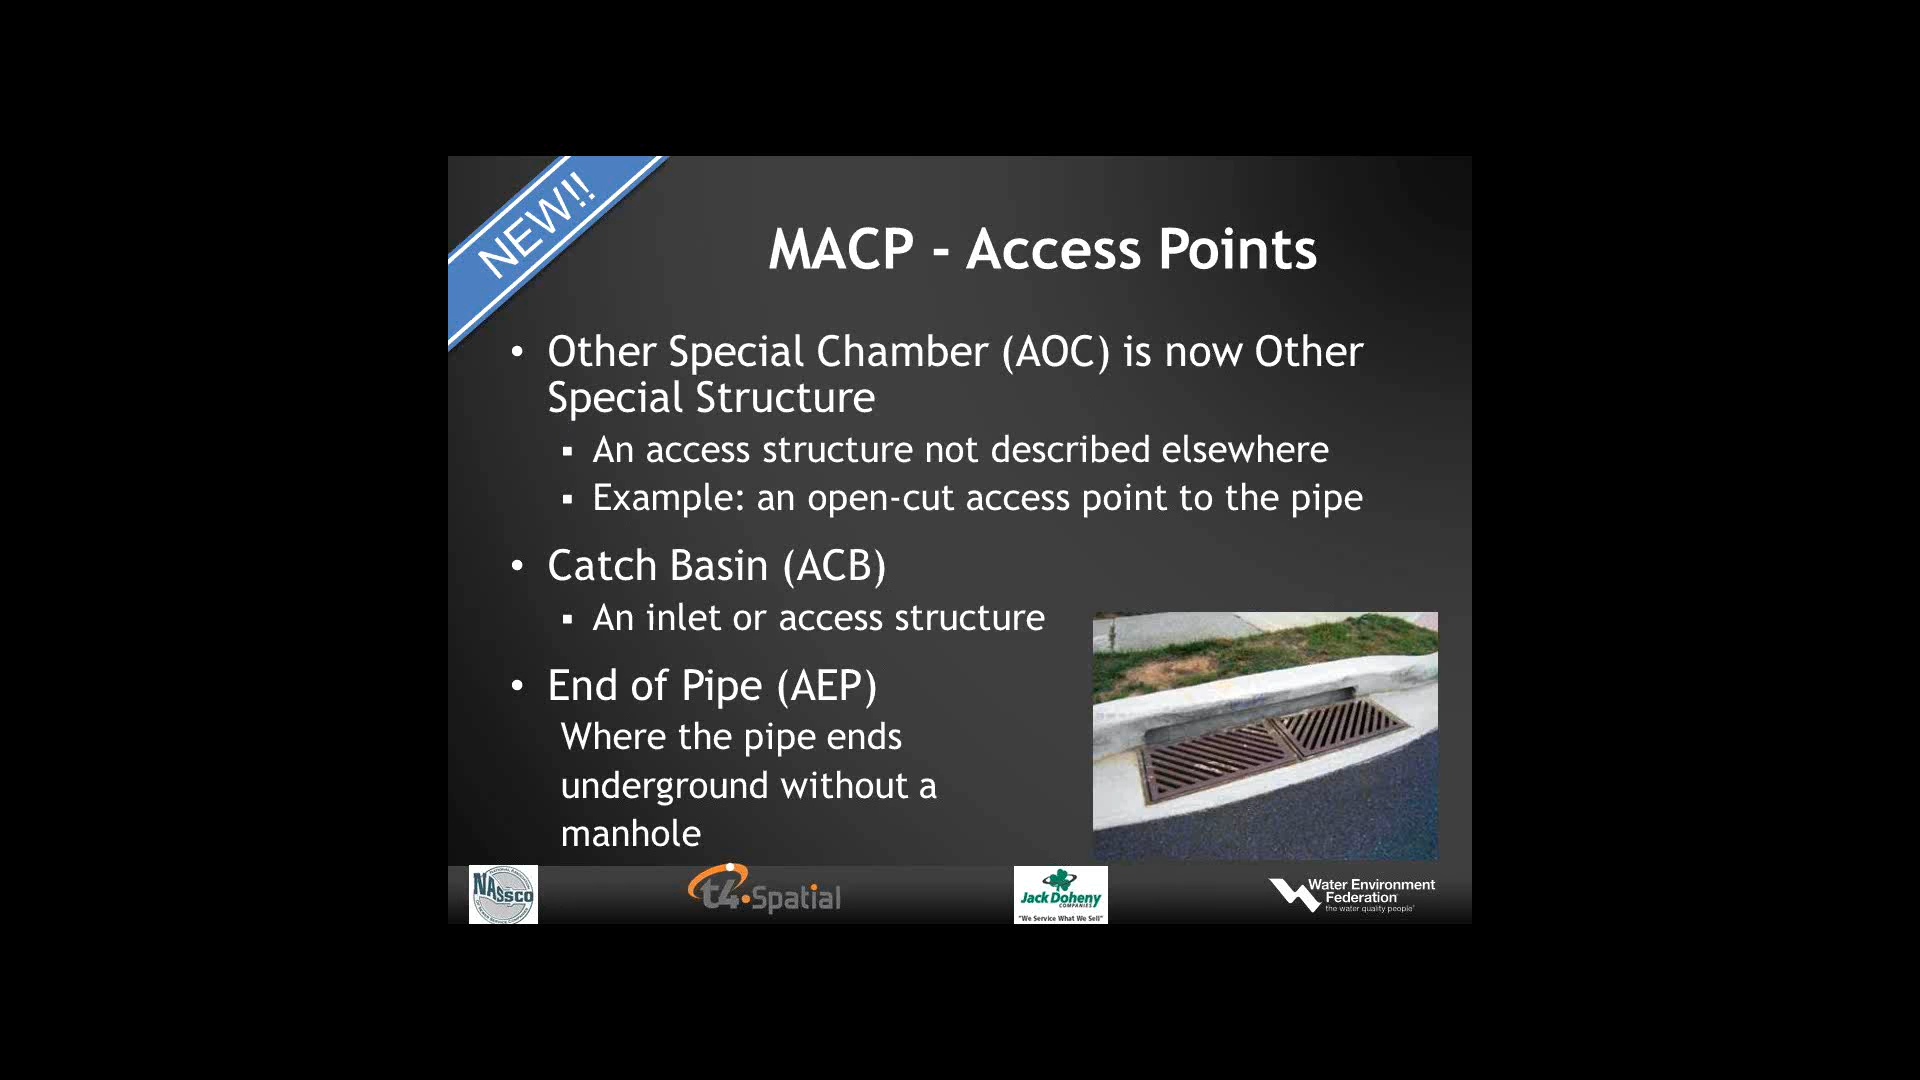 NEW!!
MACP - Access Points
• Other Special Chamber (AOC) is now Other
Special Structure
▪ An access structure not described elsewhere
▪ Example: an open-cut access point to the pipe
• Catch Basin (ACB)
▪ An inlet or access structure
• End of Pipe (AEP)
Where the pipe ends
underground without a
manhole
NASSCO
t4 Spatial
Jack Doheny
COMPANIES
"We Service What We Sell"
Water Environment
Federation
the water quality people